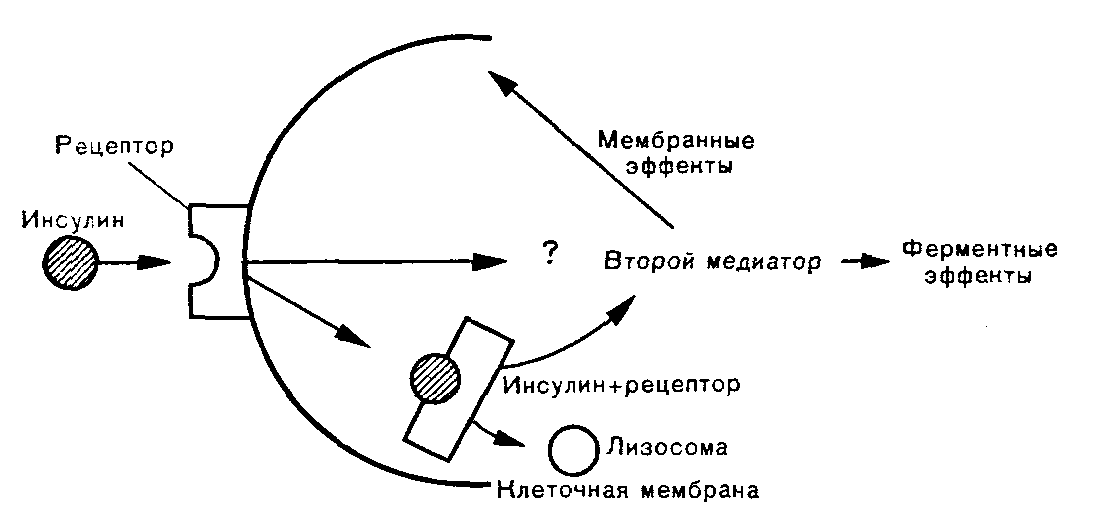 Рецептор
Инсулин
Мембранные
эффекты
?
Второй медиатор
Ферментные
эффекты
Инсулин+рецептор
Лизосома
Клеточная мембрана